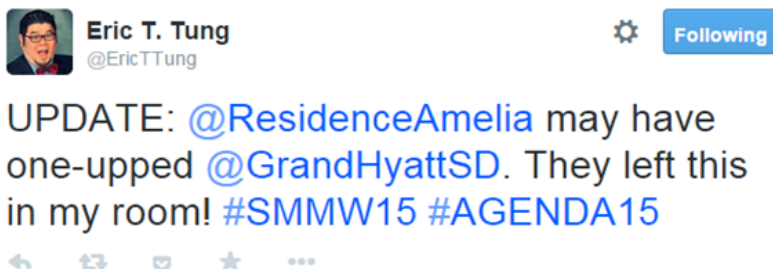 Eric T. Tung
@EricTTung
Following
UPDATE: @ResidenceAmelia may have
one-upped @GrandHyattSD. They left this
in my room! #SMMW15 #AGENDA15